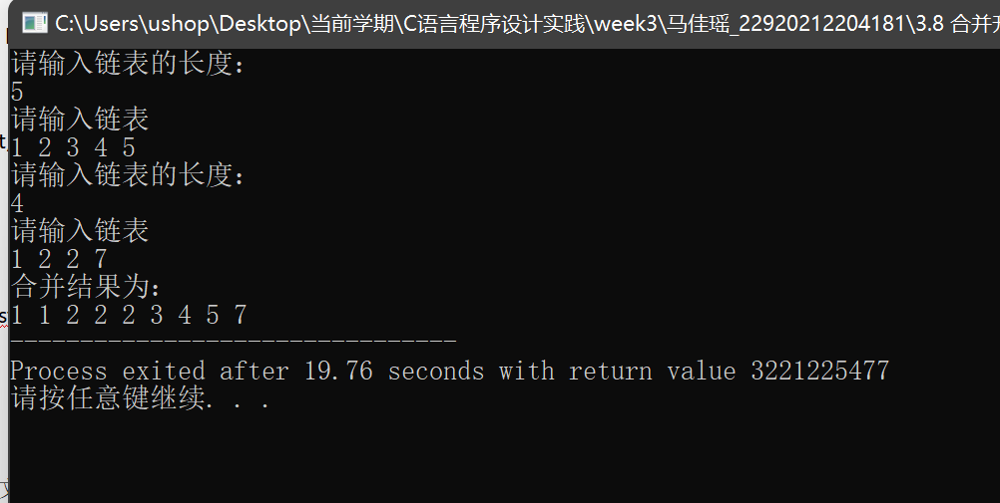 C:\Users\ushop\Desktop\当前学期\C语言程序设计实践\week3\马佳瑶_22920212204181\3.8 合并
请输入链表的长度:
5
请输入链表
1 2 3 4 5
请输入链表的长度:
4
请输入链表
1 2 2 7
合并结果为:
1 1 2 2 2 3 4 5 7
--------------------------------
Process exited after 19.76 seconds with return value 3221225477
请按任意键继续. . .